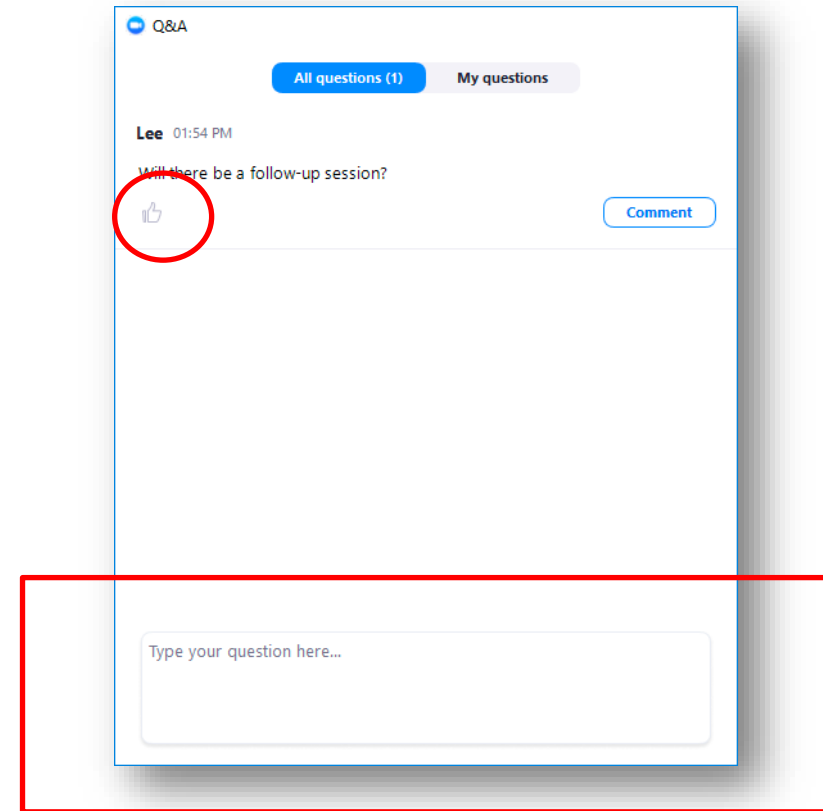 Q&A
All questions (1) My questions
Lee 01:54 PM
Will there be a follow-up session?
Comment
Type your question here...